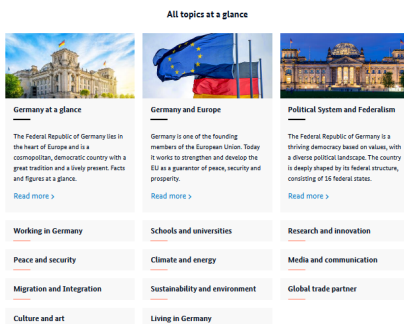 All topics at a glance
Germany at a glance
The Federal Republic of Germany lies in
the heart of Europe and is a
cosmopolitan, democratic country with a
great tradition and a lively present. Facts
and figures at a glance.
Read more >
Germany and Europe
Germany is one of the founding
members of the European Union. Today
it works to strengthen and develop the
EU as a guarantor of peace, security and
prosperity.
Read more >
Political System and Federalism
The Federal Republic of Germany is a
thriving democracy based on values, with
a diverse political landscape. The country
is deeply shaped by its federal structure,
consisting of 16 federal states.
Read more >
Working in Germany
Schools and universities
Research and innovation
Peace and security
Climate and energy
Media and communication
Migration and Integration
Sustainability and environment
Global trade partner
Culture and art
Living in Germany